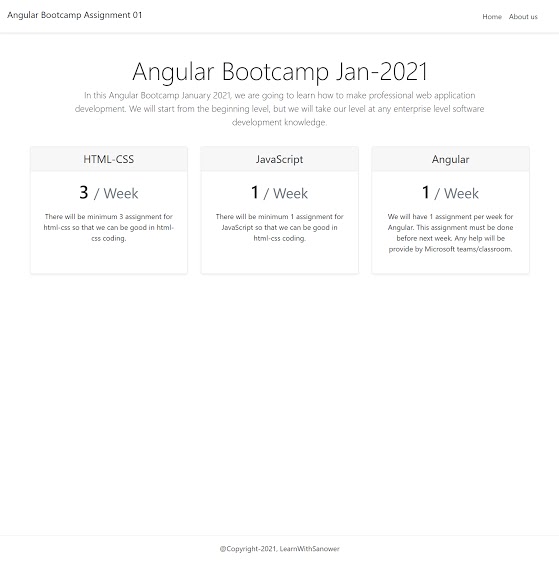 Angular Bootcamp Assignment 01
Home About us
Angular Bootcamp Jan-2021
In this Angular Bootcamp January 2021, we are going to learn how to make professional web application
development. We will start from the beginning level, but we will take our level at any enterprise level software
development knowledge.
HTML-CSS
3 / Week
There will be minimum 3 assignment for
html-css so that we can be good in html-
css coding.
JavaScript
1 / Week
There will be minimum 1 assignment for
JavaScript so that we can be good in
html-css coding.
Angular
1 / Week
We will have 1 assignment per week for
Angular. This assignment must be done
before next week. Any help will be
provide by Microsoft teams/classroom.
@Copyright-2021, LearnWithSanower